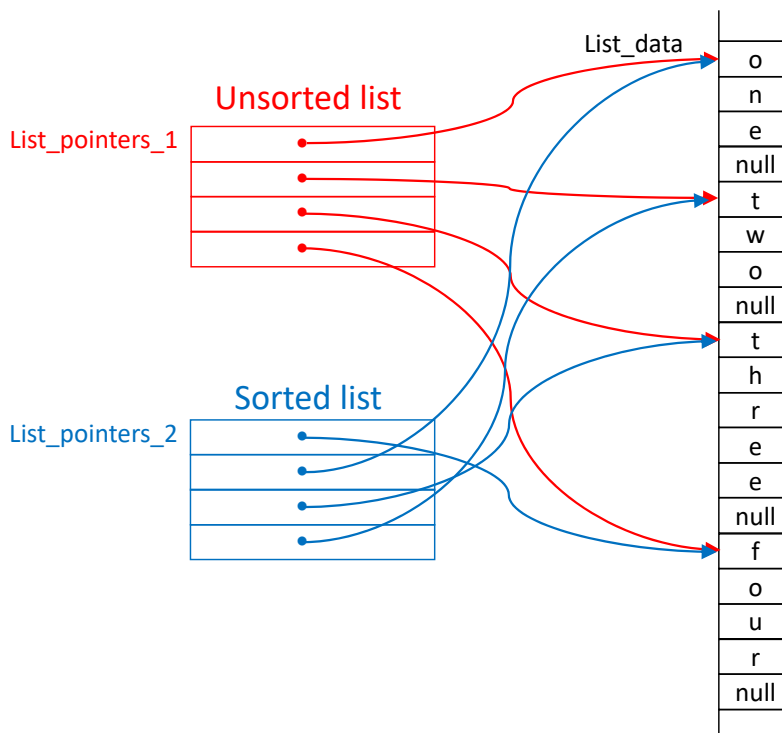 List_data
Unsorted list
List_pointers_1
Sorted list
List_pointers_2
o
n
e
null
t
w
o
null
t
h
r
e
e
null
f
o
u
r
null